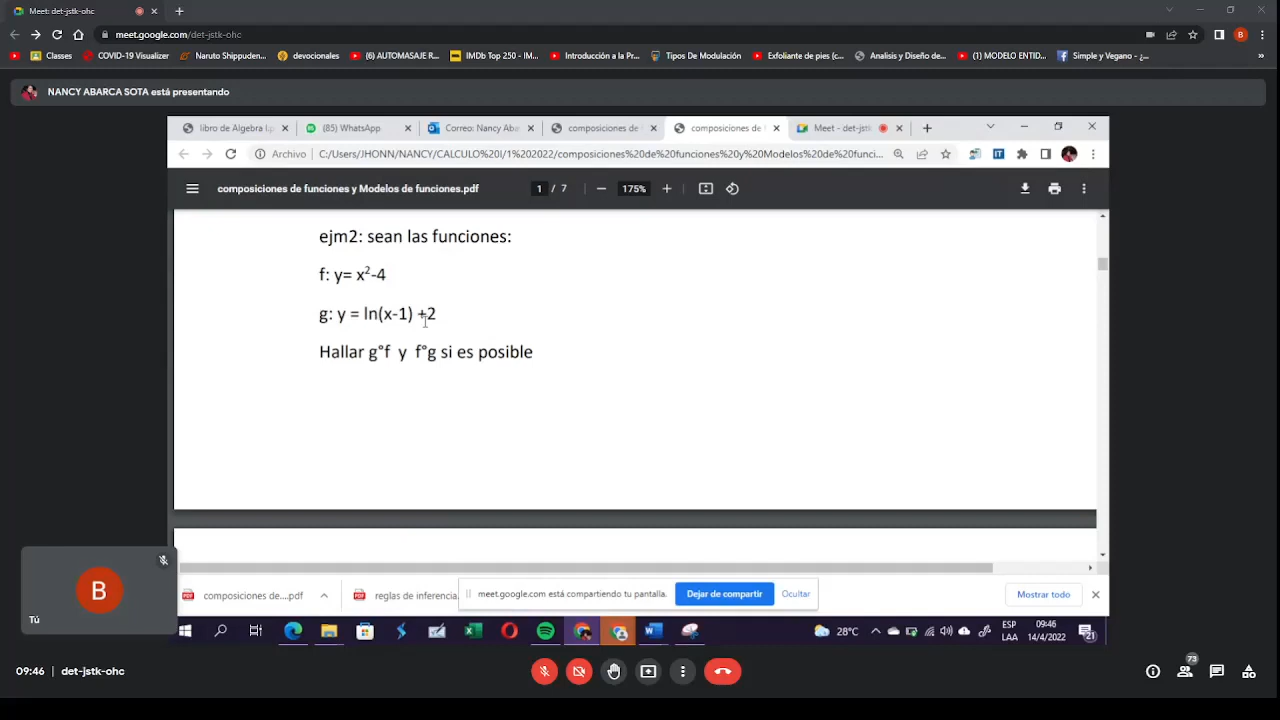 Meet: det-jstk-ohc
meet.google.com/det-jstk-ohc
B
Classes
COVID-19 Visualizer
Naruto Shippuden...
devocionales
(6) AUTOMASAJE R...
IMDb Top 250 - IM...
Introducción a la Pr...
Tipos De Modulación
Exfoliante de pies (c...
Analisis y Diseño de...
(1) MODELO ENTID...
Simple y Vegano - ¿...
»
NANCY ABARCA SOTA está presentando
libro de Algebra I.p
(85) WhatsApp
Correo: Nancy Aba
composiciones de
composiciones de
Meet - det-jstk
Archivo
C:/Users/JHONN/NANCY/CALCULO%20I/1%202022/composiciones%20de%20funciones%20y%20Modelos%20de%20funci...
composiciones de funciones y Modelos de funciones.pdf
1 / 7
175%
ejm2: sean las funciones:
f: y= x²-4
g: y = ln(x-1) +2
Hallar g°f y f°g si es posible
B
Tú
composiciones de....pdf
reglas de inferencia.
meet.google.com está compartiendo tu pantalla.
Dejar de compartir
Ocultar
Mostrar todo
28°C
ESP
LAA
09:46
14/4/2022
21
09:46 | det-jstk-ohc
73